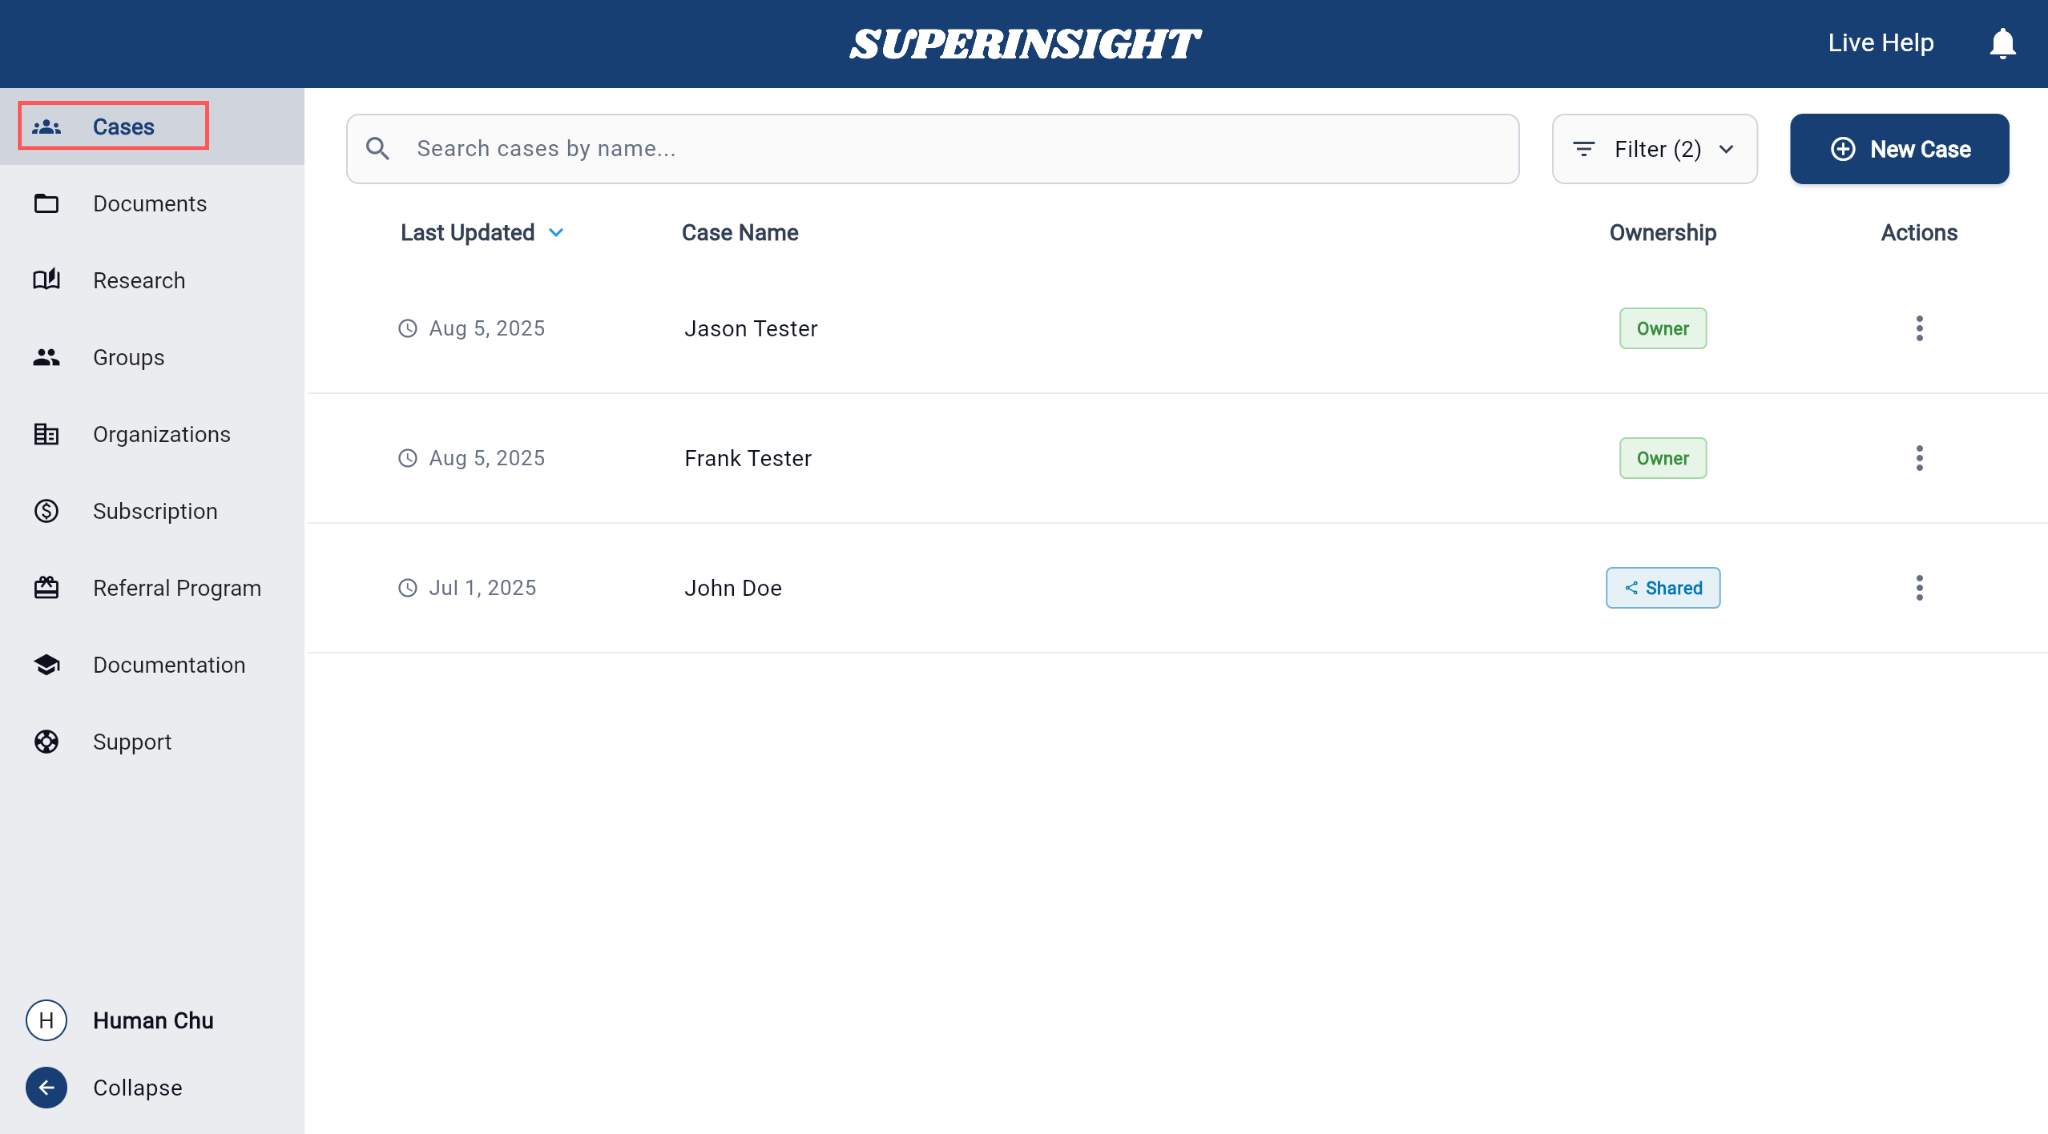 SUPERINSIGHT
Live Help
Cases
Documents
Research
Groups
Organizations
Subscription
Referral Program
Documentation
Support
H Human Chu
Collapse
Search cases by name...
Filter (2)
New Case
Last Updated Case Name Ownership Actions
Aug 5, 2025 Jason Tester Owner
Aug 5, 2025 Frank Tester Owner
Jul 1, 2025 John Doe Shared